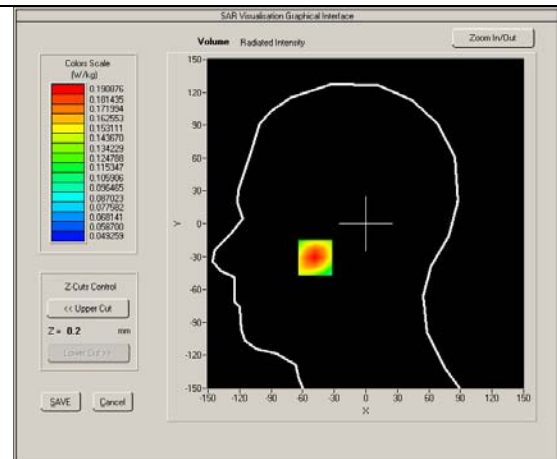 SAR Visualisation Graphical Interface
Volume Radiated Intensity
Zoom In/Out
Colors Scale
(W/kg)
0.190876
0.181435
0.171994
0.162553
0.153111
0.143670
0.134229
0.124788
0.115347
0.105906
0.096465
0.087023
0.077582
0.068141
0.058700
0.049259
150-
120-
90-
60-
30-
Y
0-
-30-
-60-
-90-
-120-
-150-
-150 -120 -90 -60 -30 0 30 60 90 120 150
X
Z-Cuts Control
<< Upper Cut
Z = 0.2 mm
Lower Cut >>
SAVE Cancel